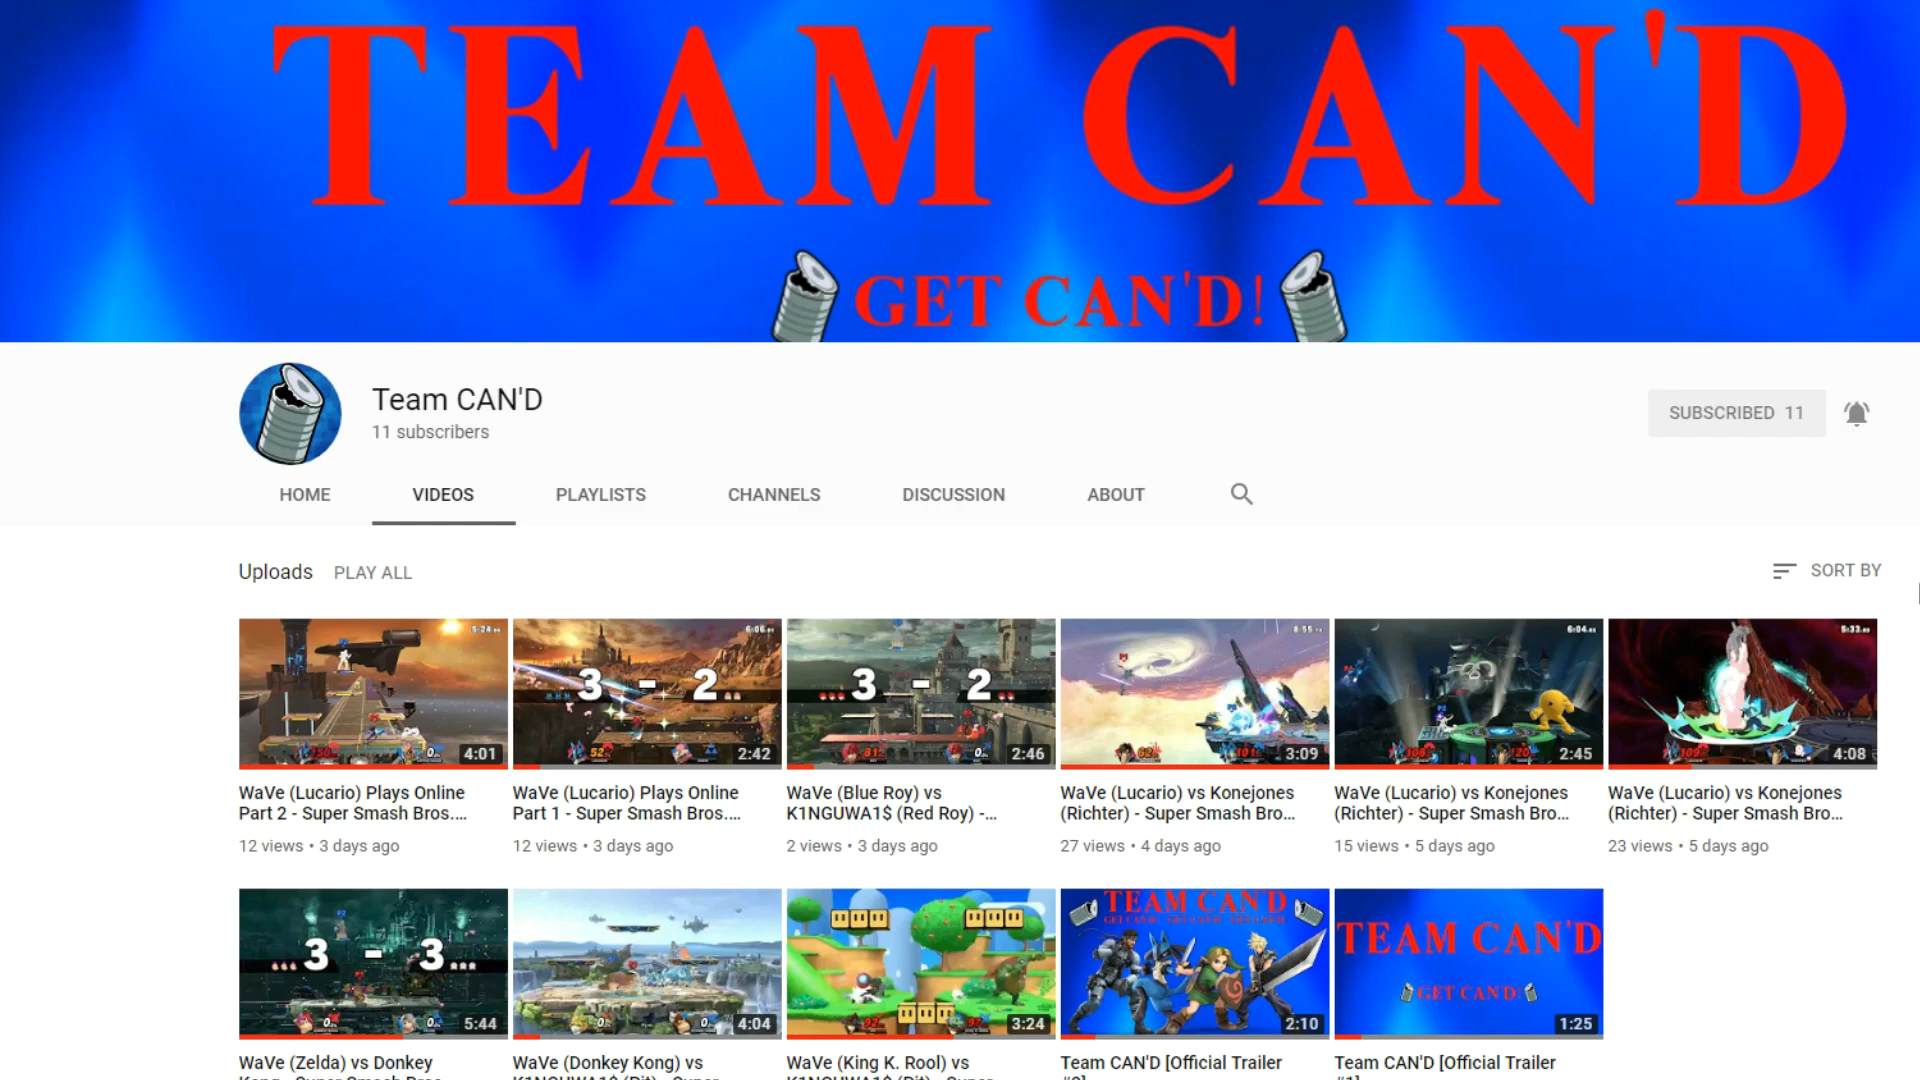 TEAM CAN'D
GET CAN'D!
Team CAN'D
11 subscribers
SUBSCRIBED 11
HOME VIDEOS PLAYLISTS CHANNELS DISCUSSION ABOUT
Uploads PLAY ALL
SORT BY
3 - 2
3 - 2
4:01 2:42 2:46 3:09 2:45 4:08
WaVe (Lucario) Plays Online
Part 2 - Super Smash Bros....
12 views • 3 days ago
WaVe (Lucario) Plays Online
Part 1 - Super Smash Bros....
12 views • 3 days ago
WaVe (Blue Roy) vs
K1NGUWA1$ (Red Roy) -...
2 views • 3 days ago
WaVe (Lucario) vs Konejones
(Richter) - Super Smash Bro...
27 views • 4 days ago
WaVe (Lucario) vs Konejones
(Richter) - Super Smash Bro...
15 views • 5 days ago
WaVe (Lucario) vs Konejones
(Richter) - Super Smash Bro...
23 views • 5 days ago
3 - 3
TEAM CAN'D
TEAM CAN'D
GET CAN'D!
5:44 4:04 3:24 2:10 1:25
WaVe (Zelda) vs Donkey
WaVe (Donkey Kong) vs
WaVe (King K. Rool) vs
Team CAN'D [Official Trailer
Team CAN'D [Official Trailer